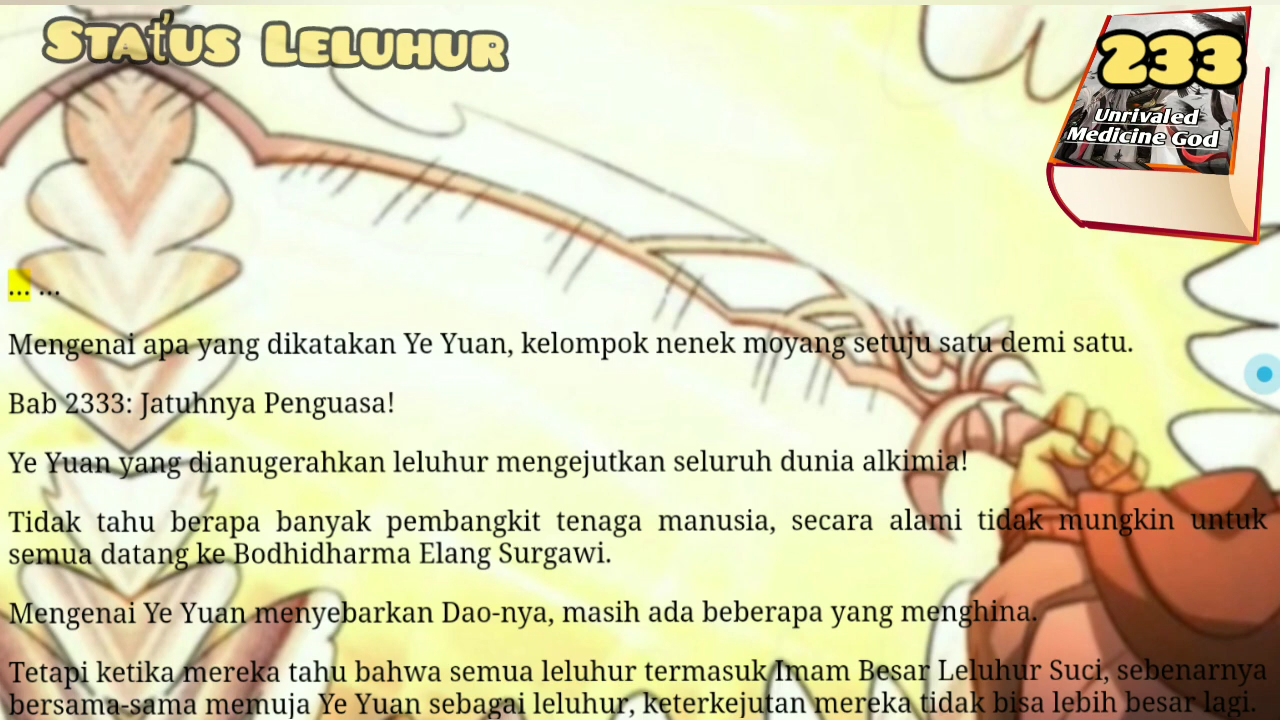 Status Leluhur
233
Unrivaled
Medicine God
... ...
Mengenai apa yang dikatakan Ye Yuan, kelompok nenek moyang setuju satu demi satu.
Bab 2333: Jatuhnya Penguasa!
Ye Yuan yang dianugerahkan leluhur mengejutkan seluruh dunia alkimia!
Tidak tahu berapa banyak pembangkit tenaga manusia, secara alami tidak mungkin untuk
semua datang ke Bodhidharma Elang Surgawi.
Mengenai Ye Yuan menyebarkan Dao-nya, masih ada beberapa yang menghina.
Tetapi ketika mereka tahu bahwa semua leluhur termasuk Imam Besar Leluhur Suci, sebenarnya
bersama-sama memuja Ye Yuan sebagai leluhur, keterkejutan mereka tidak bisa lebih besar lagi.